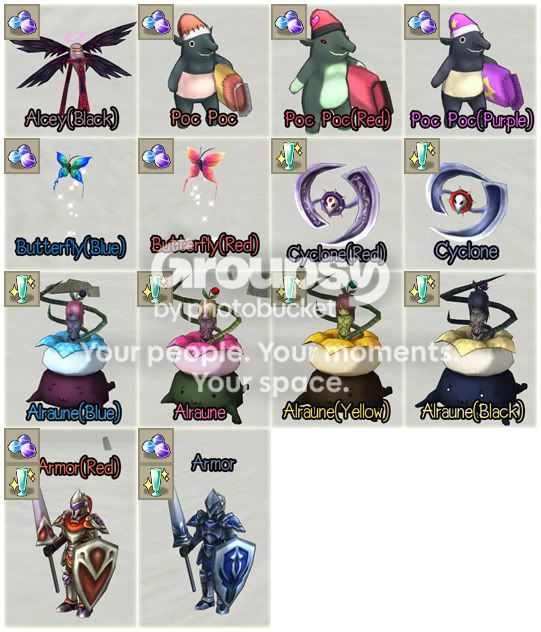 Alcey(Black)
Poc Poc
Poc Poc(Red)
Poc Poc(Purple)
Butterfly(Blue)
Butterfly(Red)
Cyclone(Red)
Cyclone
Groupsy
by photobucket
Your people. Your moments.
Your space.
Alraune(Blue)
Alraune
Alraune(Yellow)
Alraune(Black)
Armor(Red)
Armor